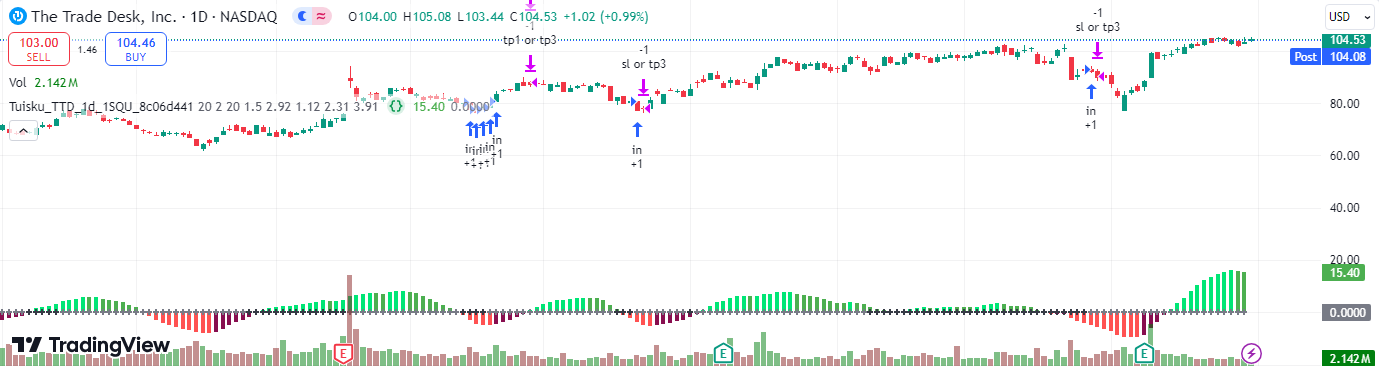 The Trade Desk, Inc. · 1D · NASDAQ O104.00 H105.08 L103.44 C104.53 +1.02 (+0.99%)
USD
103.00
SELL
1.46
104.46
BUY
Vol 2.142 M
Tuisku_TTD_1d_1SQU_8c06d441 20 2 20 1.5 2.92 1.12 2.31 3.91 {} 15.40 0.0000
-1
tp1 or tp3
-1
sl or tp3
-1
sl or tp3
in
+1
in
+1
in
+1
104.53
Post 104.08
80.00
60.00
40.00
20.00
15.40
0.0000
2.142 M
E
E
E
TradingView